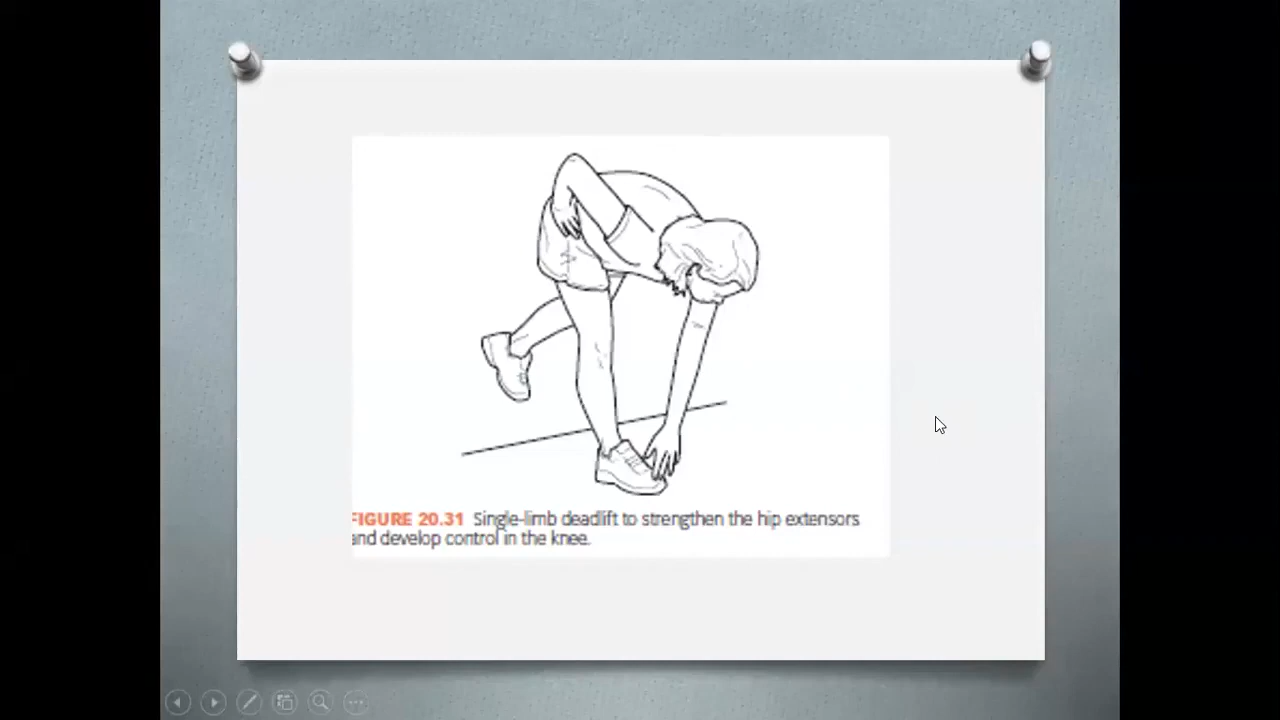 FIGURE 20.31 Single-limb deadlift to strengthen the hip extensors
and develop control in the knee.